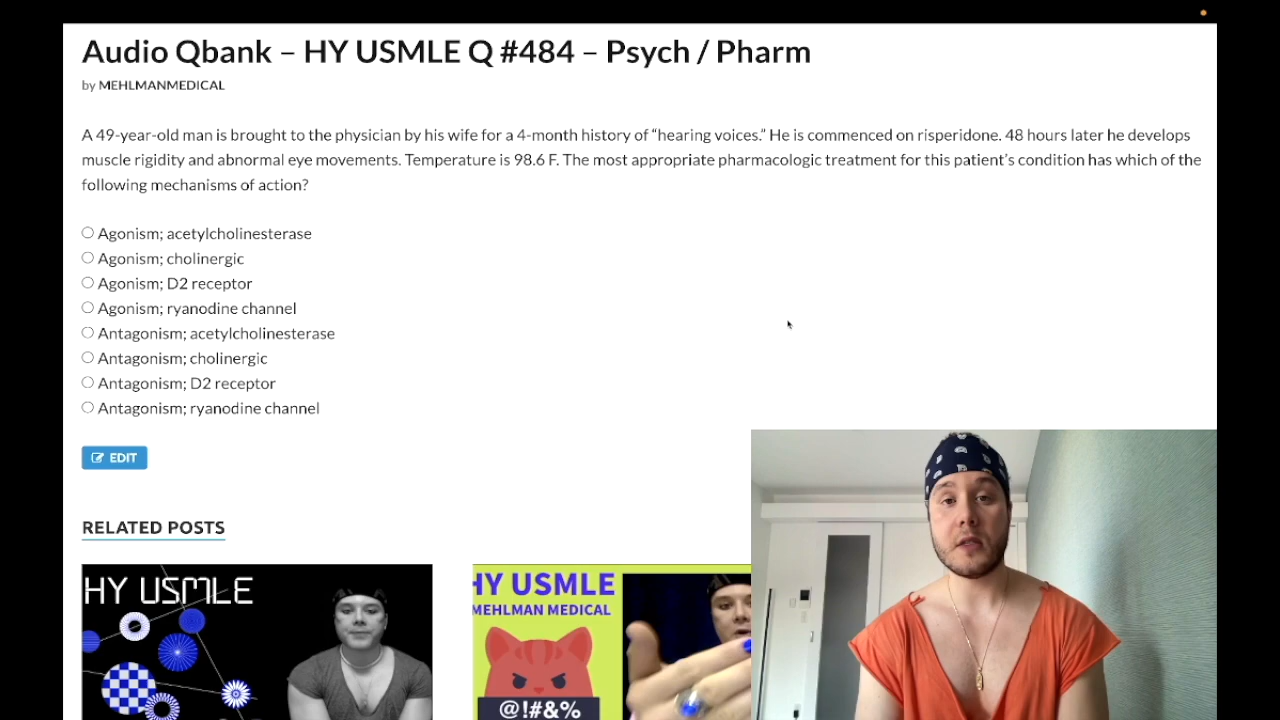 Audio Qbank – HY USMLE Q #484 – Psych / Pharm
by MEHLMANMEDICAL
A 49-year-old man is brought to the physician by his wife for a 4-month history of “hearing voices.” He is commenced on risperidone. 48 hours later he develops
muscle rigidity and abnormal eye movements. Temperature is 98.6 F. The most appropriate pharmacologic treatment for this patient’s condition has which of the
following mechanisms of action?
Agonism; acetylcholinesterase
Agonism; cholinergic
Agonism; D2 receptor
Agonism; ryanodine channel
Antagonism; acetylcholinesterase
Antagonism; cholinergic
Antagonism; D2 receptor
Antagonism; ryanodine channel
EDIT
RELATED POSTS
HY USMLE
HY USMLE
MEHLMAN MEDICAL
@!#&%